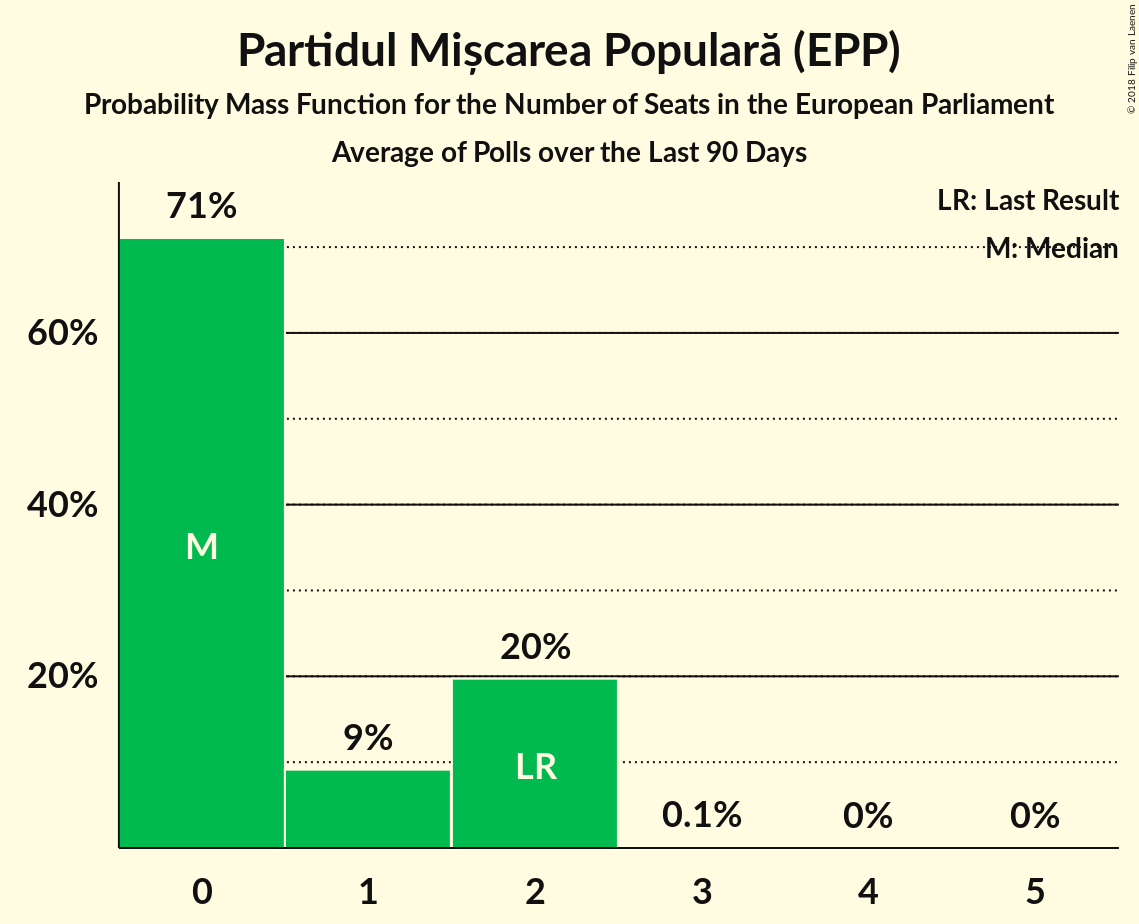 Partidul Mișcarea Populară (EPP)
Probability Mass Function for the Number of Seats in the European Parliament
Average of Polls over the Last 90 Days
© 2018 Filip van Laenen
LR: Last Result
M: Median
71%
60%
40%
M
20%
20%
9%
LR
0.1%
0%
0%
0 1 2 3 4 5